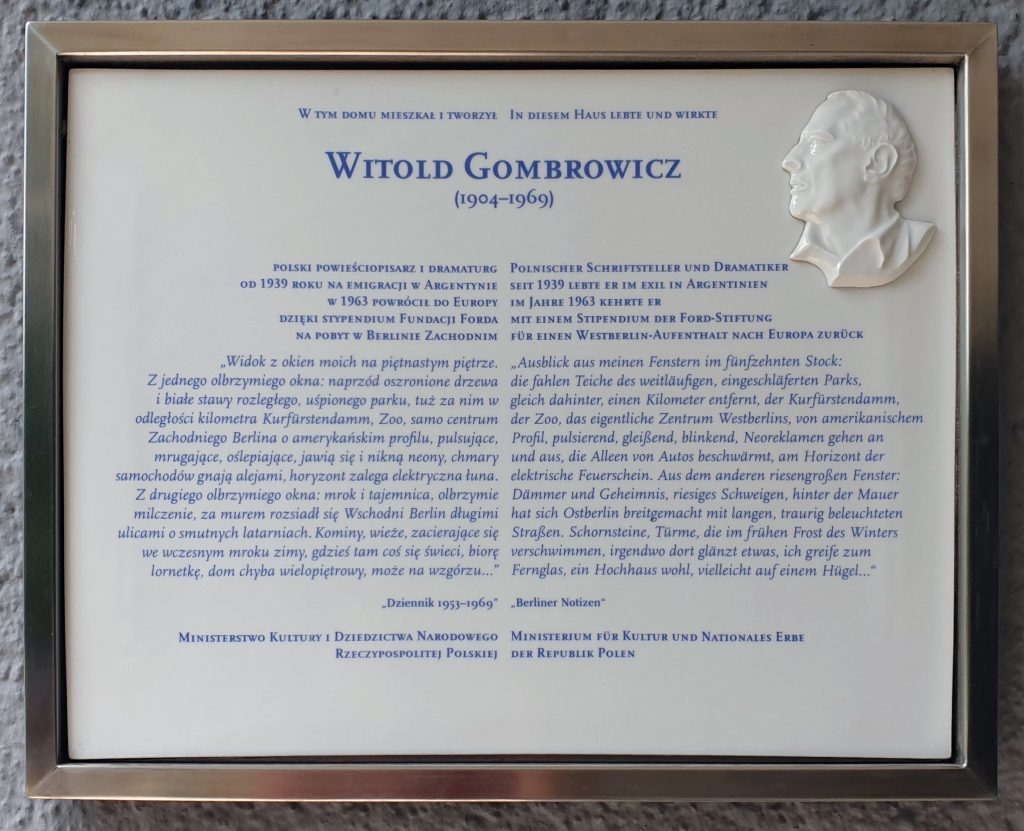 W tym domu mieszkał i tworzył In diesem Haus lebte und wirkte
Witold Gombrowicz
(1904–1969)
polski powieściopisarz i dramaturg
od 1939 roku na emigracji w Argentynie
w 1963 powrócił do Europy
dzięki stypendium Fundacji Forda
na pobyt w Berlinie Zachodnim
„Widok z okien moich na piętnastym piętrze.
Z jednego olbrzymiego okna: naprzód oszronione drzewa
i białe stawy rozległego, uśpionego parku, tuż za nim w
odległości kilometra Kurfürstendamm, Zoo, samo centrum
Zachodniego Berlina o amerykańskim profilu, pulsujące,
mrugające, oślepiające, jawią się i nikną neony, chmary
samochodów gnają alejami, horyzont zalega elektryczna łuna.
Z drugiego olbrzymiego okna: mrok i tajemnica, olbrzymie
milczenie, za murem rozsiadł się Wschodni Berlin długimi
ulicami o smutnych latarniach. Kominy, wieże, zacierające się
we wczesnym mroku zimy, gdzieś tam coś się świeci, biorę
lornetkę, dom chyba wielopiętrowy, może na wzgórzu...”
„Dziennik 1953–1969”
Ministerstwo Kultury i Dziedzictwa Narodowego
Rzeczypospolitej Polskiej
Polnischer Schriftsteller und Dramatiker
seit 1939 lebte er im Exil in Argentinien
im Jahre 1963 kehrte er
mit einem Stipendium der Ford-Stiftung
für einen Westberlin-Aufenthalt nach Europa zurück
„Ausblick aus meinen Fenstern im fünfzehnten Stock:
die fahlen Teiche des weitläufigen, eingeschläferten Parks,
gleich dahinter, einen Kilometer entfernt, der Kurfürstendamm,
der Zoo, das eigentliche Zentrum Westberlins, von amerikanischem
Profil, pulsierend, gleißend, blinkend, Neoreklamen gehen an
und aus, die Alleen von Autos beschwärmt, am Horizont der
elektrische Feuerschein. Aus dem anderen riesengroßen Fenster:
Dämmer und Geheimnis, riesiges Schweigen, hinter der Mauer
hat sich Ostberlin breitgemacht mit langen, traurig beleuchteten
Straßen. Schornsteine, Türme, die im frühen Frost des Winters
verschwimmen, irgendwo dort glänzt etwas, ich greife zum
Fernglas, ein Hochhaus wohl, vielleicht auf einem Hügel...“
„Berliner Notizen“
Ministerium für Kultur und Nationales Erbe
der Republik Polen